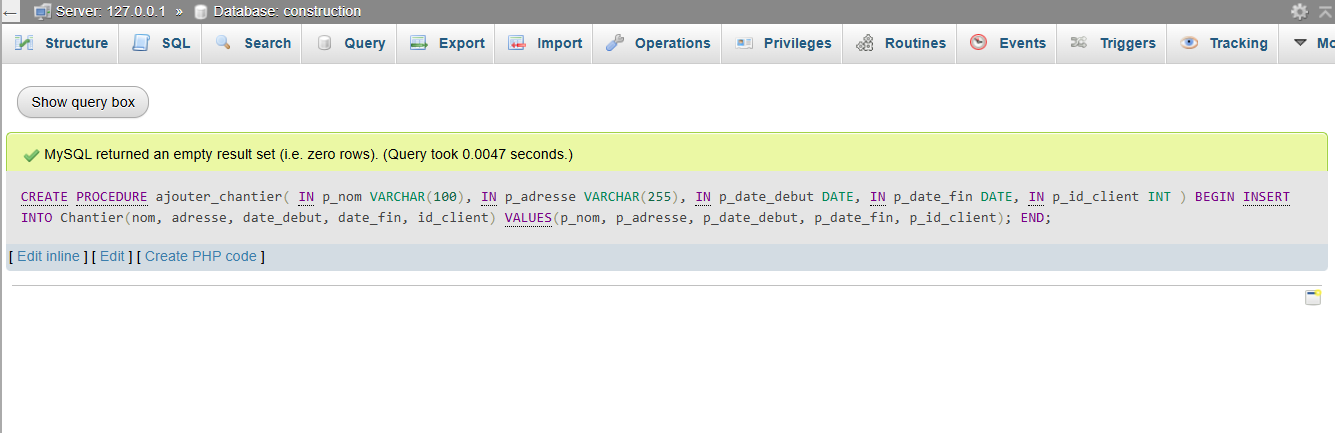 Server: 127.0.0.1 » Database: construction
Structure SQL Search Query Export Import Operations Privileges Routines Events Triggers Tracking Mo
Show query box
MySQL returned an empty result set (i.e. zero rows). (Query took 0.0047 seconds.)
CREATE PROCEDURE ajouter_chantier( IN p_nom VARCHAR(100), IN p_adresse VARCHAR(255), IN p_date_debut DATE, IN p_date_fin DATE, IN p_id_client INT ) BEGIN INSERT
INTO Chantier(nom, adresse, date_debut, date_fin, id_client) VALUES(p_nom, p_adresse, p_date_debut, p_date_fin, p_id_client); END;
[ Edit inline ] [ Edit ] [ Create PHP code ]